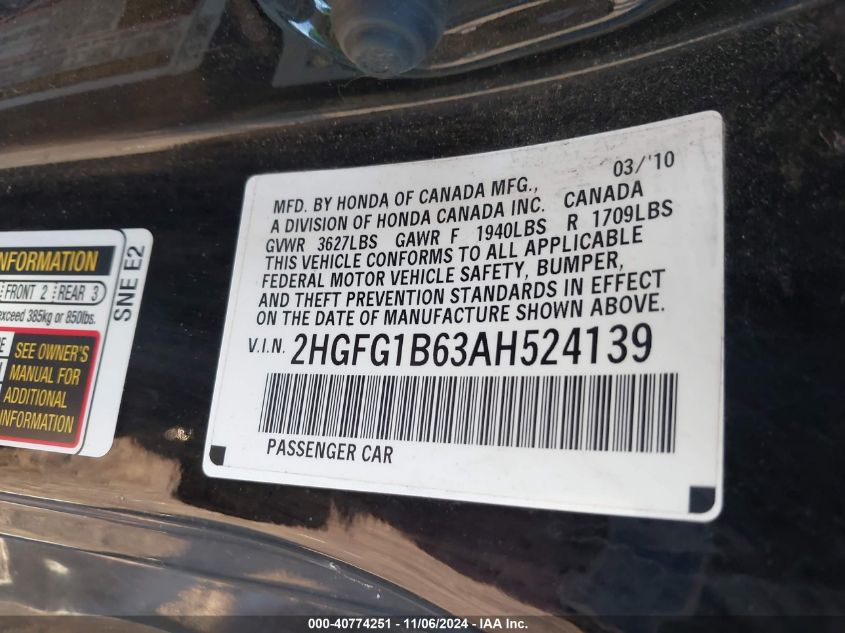 03/'10
MFD. BY HONDA OF CANADA MFG.,
A DIVISION OF HONDA CANADA INC. CANADA
GVWR 3627LBS GAWR F 1940LBS R 1709LBS
THIS VEHICLE CONFORMS TO ALL APPLICABLE
FEDERAL MOTOR VEHICLE SAFETY, BUMPER,
AND THEFT PREVENTION STANDARDS IN EFFECT
ON THE DATE OF MANUFACTURE SHOWN ABOVE.
V.I.N. 2HGFG1B63AH524139
PASSENGER CAR
NFORMATION
FRONT 2 REAR 3
exceed 385kg or 850lbs.
SEE OWNER'S
MANUAL FOR
ADDITIONAL
INFORMATION
SNE E2
000-40774251 - 11/06/2024 - IAA Inc.